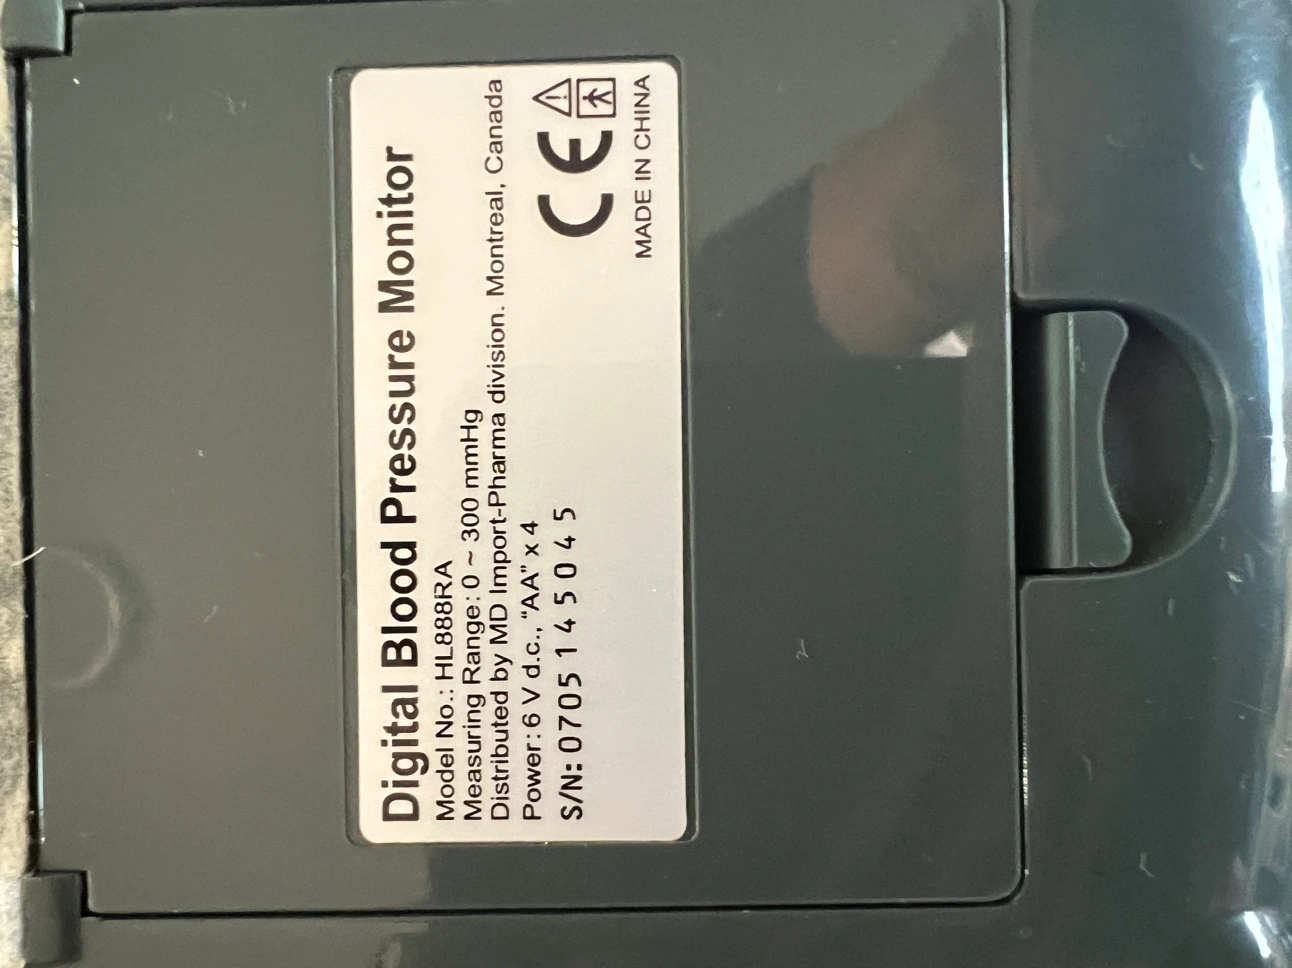 Digital Blood Pressure Monitor
Model No.: HL888RA
Measuring Range: 0 ~ 300 mmHg
Distributed by MD Import-Pharma division. Montreal, Canada
Power: 6 V d.c., “AA” x 4
S/N: 0705145045
CE
MADE IN CHINA